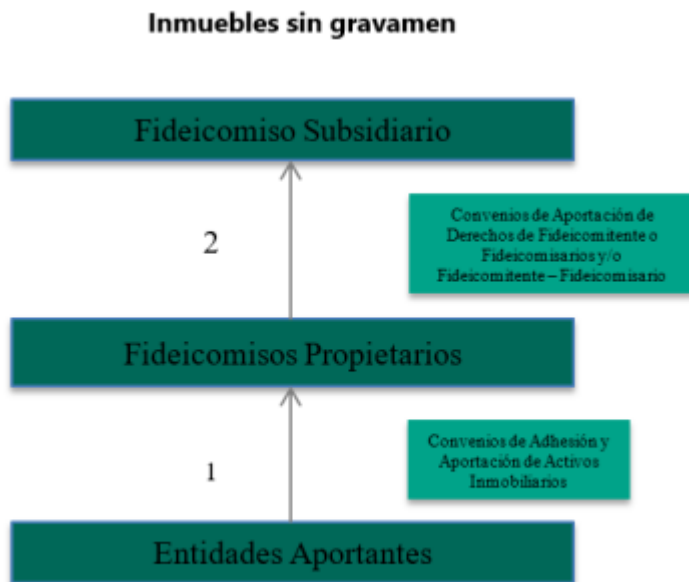 Inmuebles sin gravamen
Fideicomiso Subsidiario
2
Convenios de Aportación de
Derechos de Fideicomitente o
Fideicomisarios y/o
Fideicomitente – Fideicomisario
Fideicomisos Propietarios
1
Convenios de Adhesión y
Aportación de Activos
Inmobiliarios
Entidades Aportantes